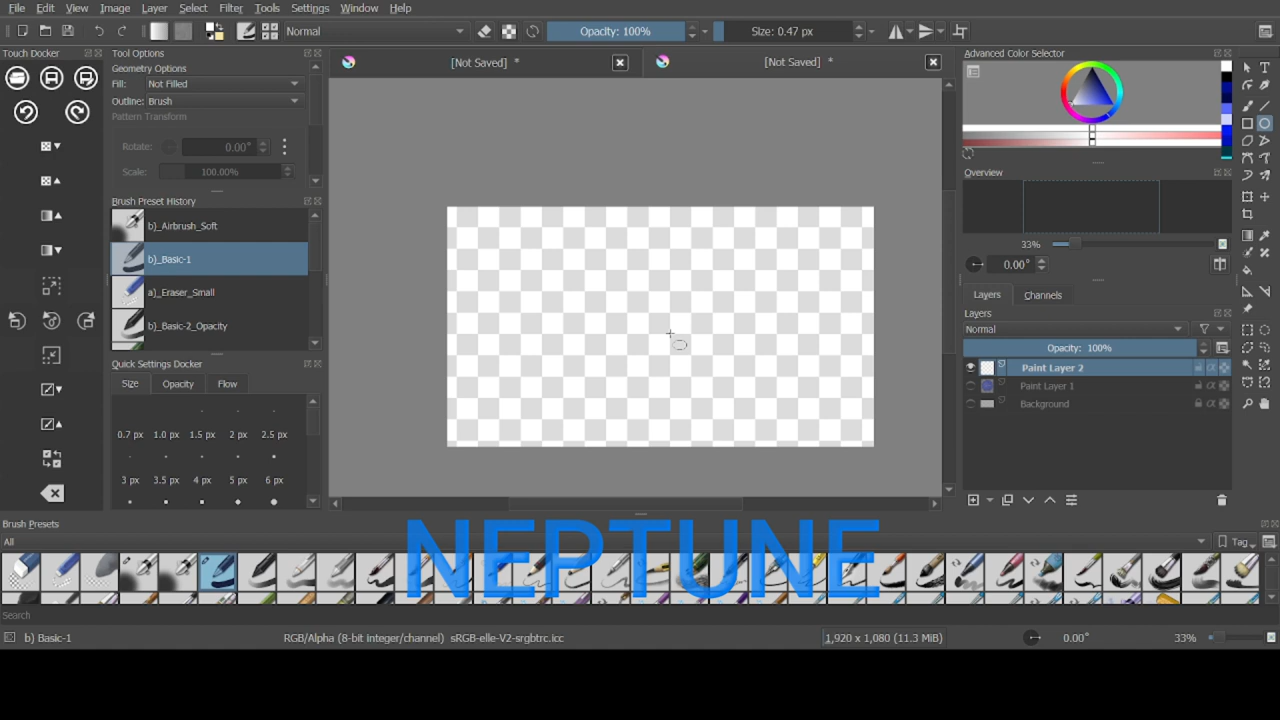 File Edit View Image Layer Select Filter Tools Settings Window Help
Normal Opacity: 100% Size: 0.47 px
Touch Docker Tool Options [Not Saved] * [Not Saved] * Advanced Color Selector
Geometry Options
Fill: Not Filled
Outline: Brush
Pattern Transform
Rotate: 0.00°
Scale: 100.00%
Overview
Brush Preset History
b)_Airbrush_Soft
33%
b)_Basic-1
0.00°
a)_Eraser_Small
Layers Channels
Layers
b)_Basic-2_Opacity
Normal
Opacity: 100%
Quick Settings Docker
Paint Layer 2
Size Opacity Flow
Paint Layer 1
Background
0.7 px 1.0 px 1.5 px 2 px 2.5 px
3 px 3.5 px 4 px 5 px 6 px
Brush Presets
All Tag
NEPTUNE
Search
b) Basic-1 RGB/Alpha (8-bit integer/channel) sRGB-elle-V2-srgbtrc.icc 1,920 x 1,080 (11.3 MiB) 0.00° 33%